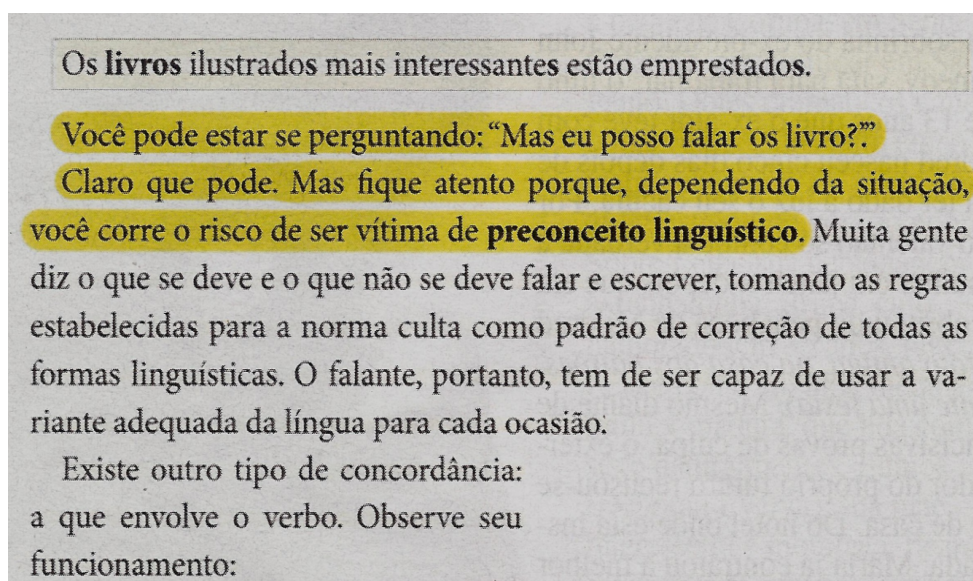 Os livros ilustrados mais interessantes estão emprestados.
Você pode estar se perguntando: “Mas eu posso falar ‘os livro?’”
Claro que pode. Mas fique atento porque, dependendo da situação,
você corre o risco de ser vítima de preconceito linguístico. Muita gente
diz o que se deve e o que não se deve falar e escrever, tomando as regras
estabelecidas para a norma culta como padrão de correção de todas as
formas linguísticas. O falante, portanto, tem de ser capaz de usar a va-
riante adequada da língua para cada ocasião.
Existe outro tipo de concordância:
a que envolve o verbo. Observe seu
funcionamento: